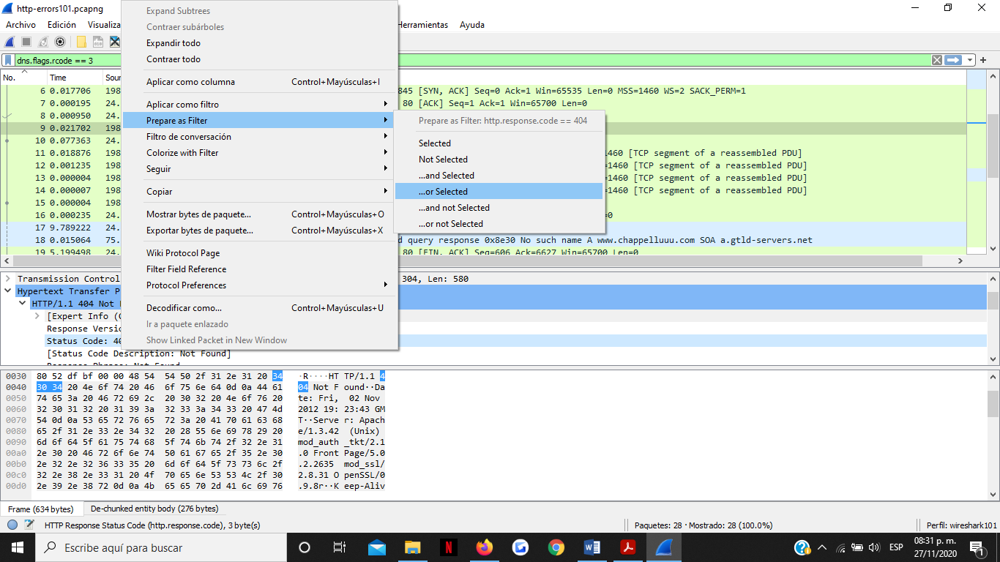 http-errors101.pcapng
Archivo Edición Visualiza Herramientas Ayuda
dns.flags.rcode == 3
No. Time Sour
6 0.017706 198 845 [SYN, ACK] Seq=0 Ack=1 Win=65535 Len=0 MSS=1460 WS=2 SACK_PERM=1
7 0.000195 24. 80 [ACK] Seq=1 Ack=1 Win=65700 Len=0
8 0.000950 24.
9 0.021702 198
10 0.077363 24.
11 0.018876 198 1460 [TCP segment of a reassembled PDU]
12 0.001235 198 =1460 [TCP segment of a reassembled PDU]
13 0.000004 198 =1460 [TCP segment of a reassembled PDU]
14 0.000007 198 =1460 [TCP segment of a reassembled PDU]
15 0.000004 198
16 0.000235 24. =0
17 9.789222 24.
18 0.015064 75. d query response 0x8e30 No such name A www.chappelluuu.com SOA a.gtld-servers.net
19 5.199498 24. 80 [FIN, ACK] Seq=606 Ack=6627 Win=65700 Len=0
Expand Subtrees
Contraer subárboles
Expandir todo
Contraer todo
Aplicar como columna Control+Mayúsculas+I
Aplicar como filtro
Prepare as Filter
Filtro de conversación
Colorize with Filter
Seguir
Copiar
Mostrar bytes de paquete... Control+Mayúsculas+O
Exportar bytes de paquete... Control+Mayúsculas+X
Wiki Protocol Page
Filter Field Reference
Protocol Preferences
Decodificar como... Control+Mayúsculas+U
Ir a paquete enlazado
Show Linked Packet in New Window
Prepare as Filter: http.response.code == 404
Selected
Not Selected
...and Selected
...or Selected
...and not Selected
...or not Selected
Transmission Control 304, Len: 580
Hypertext Transfer P
HTTP/1.1 404 Not
[Expert Info (C
Response Versi
Status Code: 40
[Status Code Description: Not Found]
Response Phrase: Not Found
0030 80 52 df bf 00 00 48 54 54 50 2f 31 2e 31 20 34 ·R····HT TP/1.1 4
0040 30 34 20 4e 6f 74 20 46 6f 75 6e 64 0d 0a 44 61 04 Not F ound··Da
0050 74 65 3a 20 46 72 69 2c 20 30 32 20 4e 6f 76 20 te: Fri, 02 Nov
0060 32 30 31 32 20 31 39 3a 32 33 3a 34 33 20 47 4d 2012 19: 23:43 GM
0070 54 0d 0a 53 65 72 76 65 72 3a 20 41 70 61 63 68 T··Serve r: Apach
0080 65 2f 31 2e 33 2e 34 32 20 28 55 6e 69 78 29 20 e/1.3.42 (Unix)
0090 6d 6f 64 5f 61 75 74 68 5f 74 6b 74 2f 32 2e 31 mod_auth _tkt/2.1
00a0 2e 30 20 46 72 6f 6e 74 50 61 67 65 2f 35 2e 30 .0 Front Page/5.0
00b0 2e 32 2e 32 36 33 35 20 6d 6f 64 5f 73 73 6c 2f .2.2635 mod_ssl/
00c0 32 2e 38 2e 33 31 20 4f 70 65 6e 53 53 4c 2f 30 2.8.31 O penSSL/0
00d0 2e 39 2e 38 72 0d 0a 4b 65 65 70 2d 41 6c 69 76 .9.8r··K eep-Aliv
Frame (634 bytes) De-chunked entity body (276 bytes)
HTTP Response Status Code (http.response.code), 3 byte(s) Paquetes: 28 · Mostrado: 28 (100.0%) Perfil: wireshark101
Escribe aquí para buscar ESP 08:31 p. m.
27/11/2020